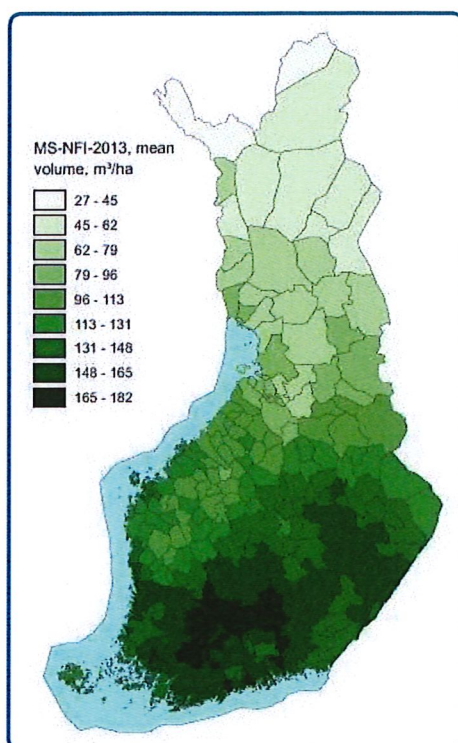 MS-NFI-2013, mean
volume, m³/ha
27 - 45
45 - 62
62 - 79
79 - 96
96 - 113
113 - 131
131 - 148
148 - 165
165 - 182